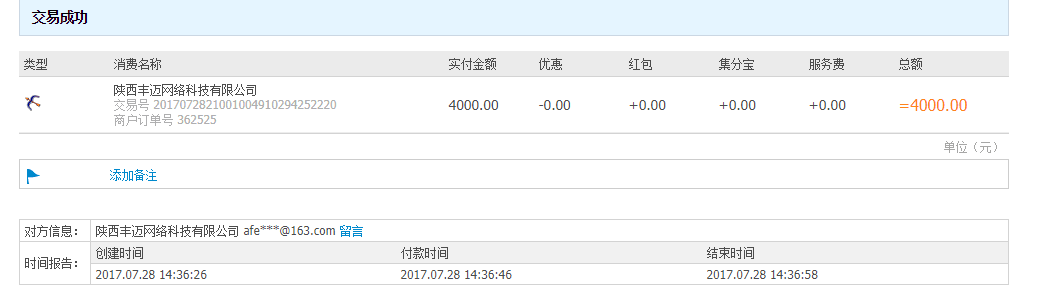 交易成功
类型 消费名称 实付金额 优惠 红包 集分宝 服务费 总额
陕西丰迈网络科技有限公司
交易号 2017072821001004910294252220
商户订单号 362525
4000.00 -0.00 +0.00 +0.00 +0.00 =4000.00
单位（元）
添加备注
对方信息： 陕西丰迈网络科技有限公司 afe***@163.com 留言
时间报告： 创建时间 付款时间 结束时间
2017.07.28 14:36:26 2017.07.28 14:36:46 2017.07.28 14:36:58